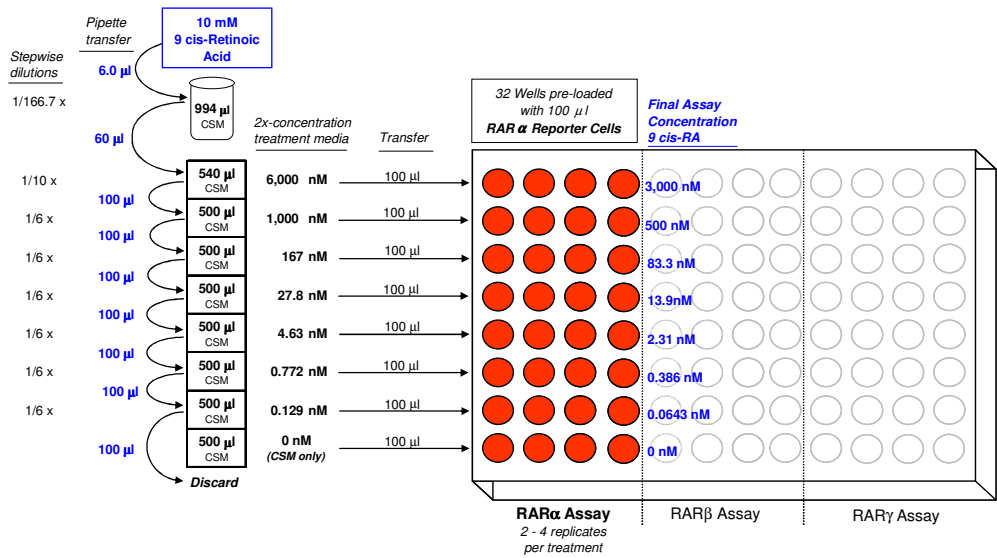 10 mM
9 cis-Retinoic
Acid
Pipette
transfer
Stepwise
dilutions
6.0 µl
1/166.7 x
994 µl
CSM
60 µl
2x-concentration
treatment media
Transfer
32 Wells pre-loaded
with 100 µl
RAR α Reporter Cells
Final Assay
Concentration
9 cis-RA
1/10 x
540 µl
CSM
6,000 nM
100 µl
3,000 nM
100 µl
1/6 x
500 µl
CSM
1,000 nM
100 µl
500 nM
100 µl
1/6 x
500 µl
CSM
167 nM
100 µl
83.3 nM
100 µl
1/6 x
500 µl
CSM
27.8 nM
100 µl
13.9nM
100 µl
1/6 x
500 µl
CSM
4.63 nM
100 µl
2.31 nM
100 µl
1/6 x
500 µl
CSM
0.772 nM
100 µl
0.386 nM
100 µl
1/6 x
500 µl
CSM
0.129 nM
100 µl
0.0643 nM
100 µl
500 µl
CSM
0 nM
(CSM only)
100 µl
0 nM
Discard
RARα Assay
2 - 4 replicates
per treatment
RARβ Assay
RARγ Assay